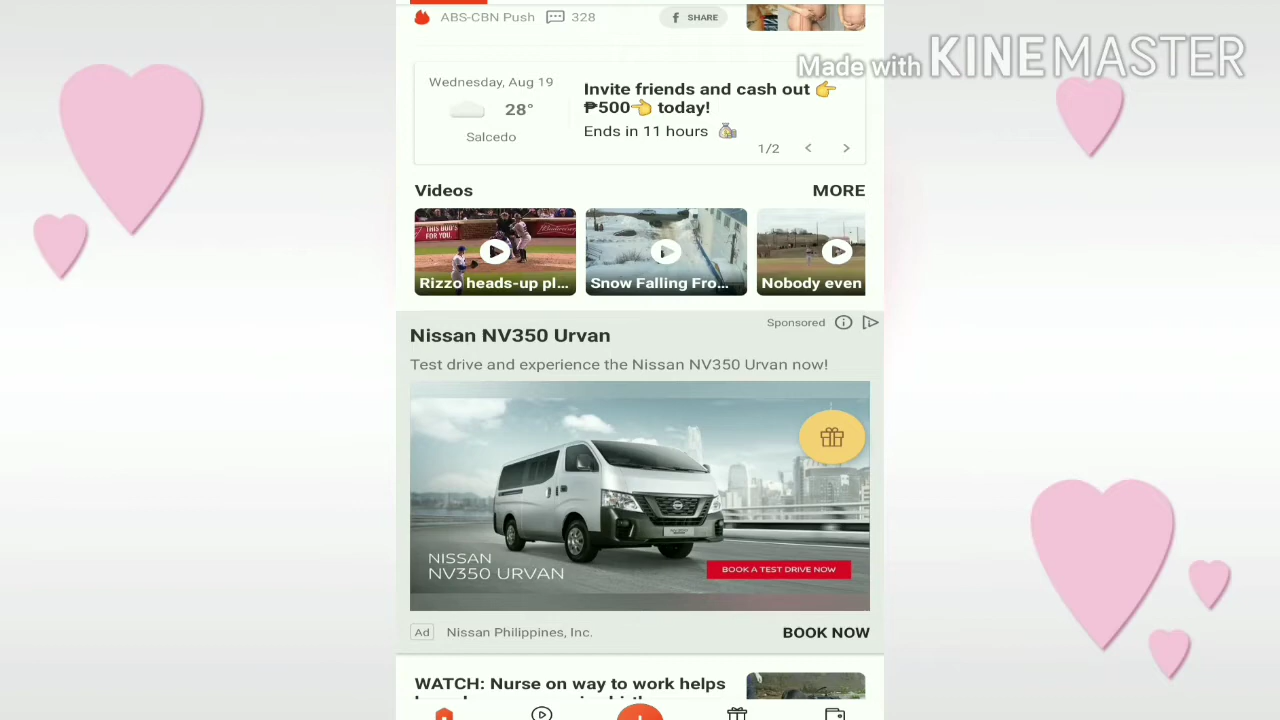 ABS-CBN Push 328
SHARE
Made with KINEMASTER
Wednesday, Aug 19
28°
Salcedo
Invite friends and cash out 👉
₱500👈 today!
Ends in 11 hours 💰
1/2
Videos
MORE
THIS BUD'S
FOR YOU.
Budweiser
Rizzo heads-up pl...
Snow Falling Fro...
Nobody even
Sponsored
Nissan NV350 Urvan
Test drive and experience the Nissan NV350 Urvan now!
NISSAN
NV350 URVAN
BOOK A TEST DRIVE NOW
Ad Nissan Philippines, Inc.
BOOK NOW
WATCH: Nurse on way to work helps